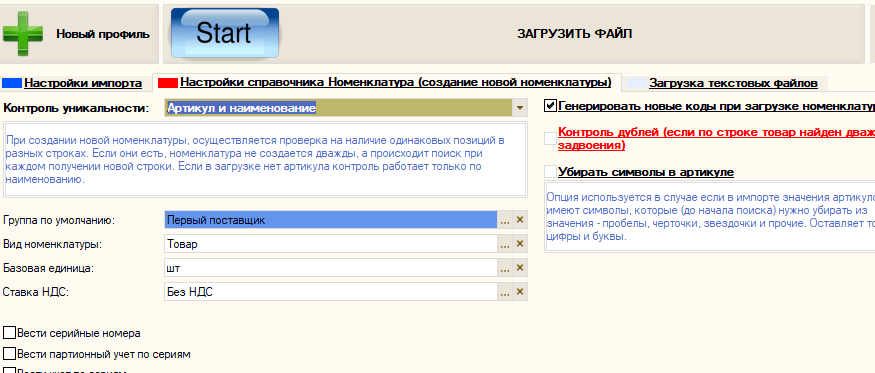 Новый профиль
Start
ЗАГРУЗИТЬ ФАЙЛ
Настройки импорта
Настройки справочника Номенклатура (создание новой номенклатуры)
Загрузка текстовых файлов
Контроль уникальности:
Артикул и наименование
При создании новой номенклатуры, осуществляется проверка на наличие одинаковых позиций в
разных строках. Если они есть, номенклатура не создается дважды, а происходит поиск при
каждом получении новой строки. Если в загрузке нет артикула контроль работает только по
наименованию.
Группа по умолчанию:
Первый поставщик
Вид номенклатуры:
Товар
Базовая единица:
шт
Ставка НДС:
Без НДС
Вести серийные номера
Вести партионный учет по сериям
Генерировать новые коды при загрузке номенклатур
Контроль дублей (если по строке товар найден дваж
задвоения)
Убирать символы в артикуле
Опция используется в случае если в импорте значения артикуло
имеют символы, которые (до начала поиска) нужно убирать из
значения - пробелы, черточки, звездочки и прочие. Оставляет то
цифры и буквы.